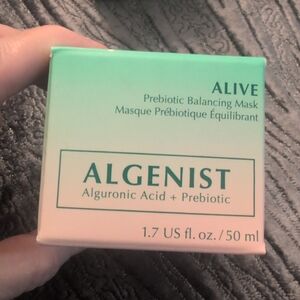 ALIVE
Prebiotic Balancing Mask
Masque Prébiotique Équilibrant
ALGENIST
Alguronic Acid + Prebiotic
1.7 US fl. oz. / 50 ml